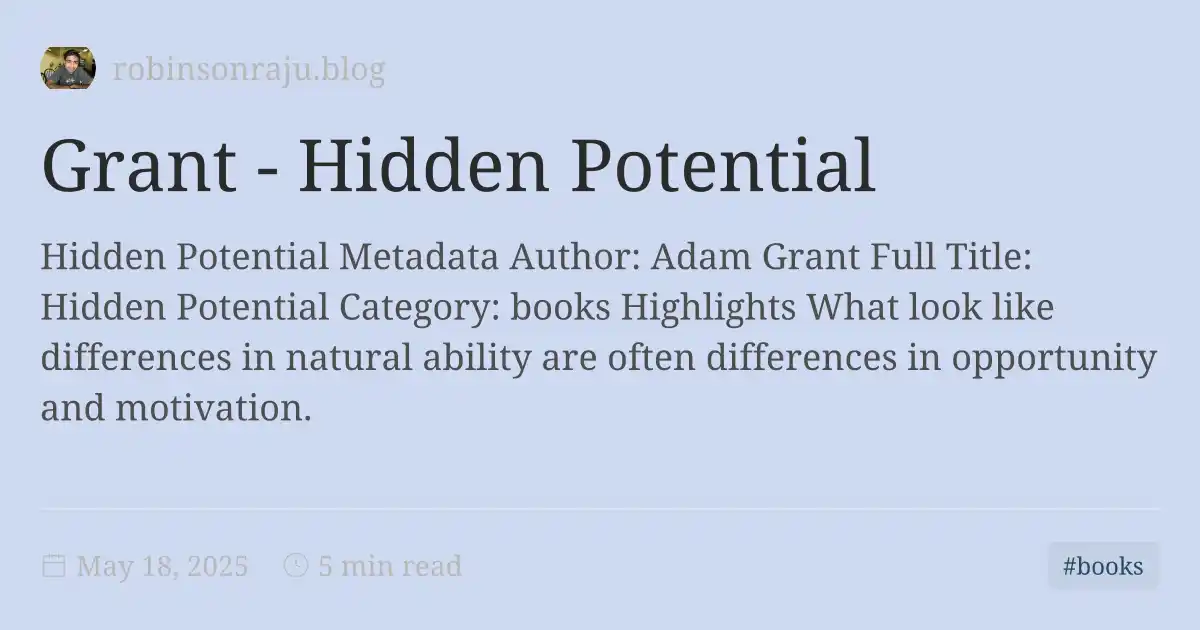 robinsonraju.blog
Grant - Hidden Potential
Hidden Potential Metadata Author: Adam Grant Full Title:
Hidden Potential Category: books Highlights What look like
differences in natural ability are often differences in opportunity
and motivation.
May 18, 2025 5 min read #books